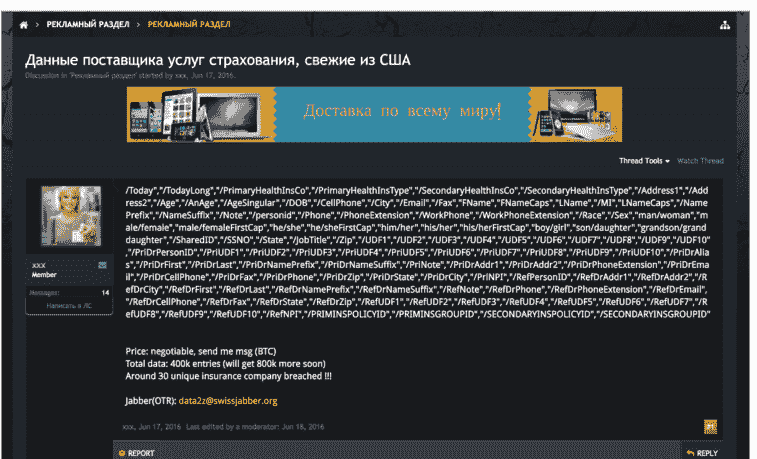 РЕКЛАМНЫЙ РАЗДЕЛ > РЕКЛАМНЫЙ РАЗДЕЛ
Данные поставщика услуг страхования, свежие из США
Discussion in 'Рекламный раздел' started by xxx, Jun 17, 2016.
Доставка по всему миру!
Thread Tools Watch Thread
/Today","/TodayLong","/PrimaryHealthInsCo","/PrimaryHealthInsType","/SecondaryHealthInsCo","/SecondaryHealthInsType","/Address1","/Add
ress2","/Age","/AnAge","/AgeSingular","/DOB","/CellPhone","/City","/Email","/Fax","FName","FNameCaps","LName","/MI","LNameCaps","/Name
Prefix","/NameSuffix","/Note","/personid","/Phone","/PhoneExtension","/WorkPhone","/WorkPhoneExtension","/Race","/Sex","man/woman","m
ale/female","male/femaleFirstCap","he/she","he/sheFirstCap","him/her","his/her","his/herFirstCap","boy/girl","son/daughter","grandson/grand
daughter","/SharedID","/SSNO","/State","/JobTitle","/Zip","/UDF1","/UDF2","/UDF3","/UDF4","/UDF5","/UDF6","/UDF7","/UDF8","/UDF9","/UDF10"
,"/PriDrPersonID","/PriUDF1","/PriUDF2","/PriUDF3","/PriUDF4","/PriUDF5","/PriUDF6","/PriUDF7","/PriUDF8","/PriUDF9","/PriUDF10","/PriDrAlia
s","/PriDrFirst","/PriDrLast","/PriDrNamePrefix","/PriDrNameSuffix","/PriNote","/PriDrAddr1","/PriDrAddr2","/PriDrPhoneExtension","/PriDrEma
il","/PriDrCellPhone","/PriDrFax","/PriDrPhone","/PriDrZip","/PriDrState","/PriDrCity","/PriNPI","/RefPersonID","/RefDrAddr1","/RefDrAddr2","/R
efDrCity","/RefDrFirst","/RefDrLast","/RefDrNamePrefix","/RefDrNameSuffix","/RefNote","/RefDrPhone","/RefDrPhoneExtension","/RefDrEmail",
"/RefDrCellPhone","/RefDrFax","/RefDrState","/RefDrZip","/RefUDF1","/RefUDF2","/RefUDF3","/RefUDF4","/RefUDF5","/RefUDF6","/RefUDF7","/R
efUDF8","/RefUDF9","/RefUDF10","/RefNPI","/PRIMINSPOLICYID","/PRIMINSGROUPID","/SECONDARYINSPOLICYID","/SECONDARYINSGROUPID"
xxx
Member
Messages: 14
Написать в ЛС
Price: negotiable, send me msg (BTC)
Total data: 400k entries (will get 800k more soon)
Around 30 unique insurance company breached !!!
Jabber(OTR): data2z@swissjabber.org
xxx, Jun 17, 2016 Last edited by a moderator: Jun 18, 2016
#1
REPORT
REPLY